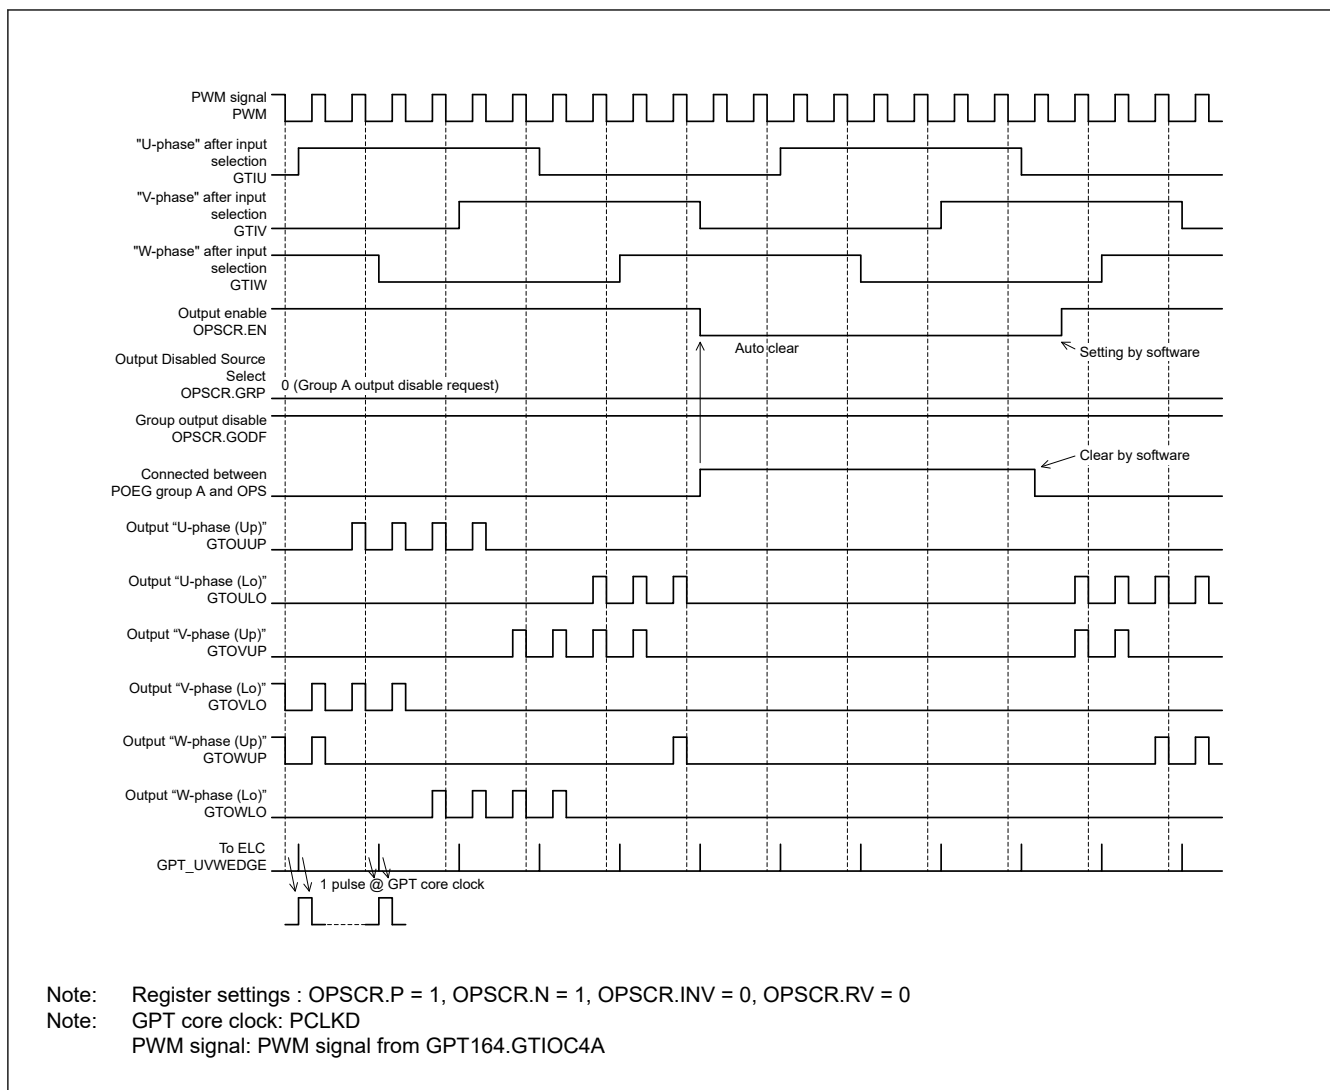 PWM signal
PWM
"U-phase" after input
selection
GTIU
"V-phase" after input
selection
GTIV
"W-phase" after input
selection
GTIW
Output enable
OPSCR.EN
Auto clear
Setting by software
Output Disabled Source
Select
OPSCR.GRP
0 (Group A output disable request)
Group output disable
OPSCR.GODF
Clear by software
Connected between
POEG group A and OPS
Output “U-phase (Up)”
GTOUUP
Output “U-phase (Lo)”
GTOULO
Output “V-phase (Up)”
GTOVUP
Output “V-phase (Lo)”
GTOVLO
Output “W-phase (Up)”
GTOWUP
Output “W-phase (Lo)”
GTOWLO
To ELC
GPT_UVWEDGE
1 pulse @ GPT core clock
Note: Register settings : OPSCR.P = 1, OPSCR.N = 1, OPSCR.INV = 0, OPSCR.RV = 0
Note: GPT core clock: PCLKD
PWM signal: PWM signal from GPT164.GTIOC4A